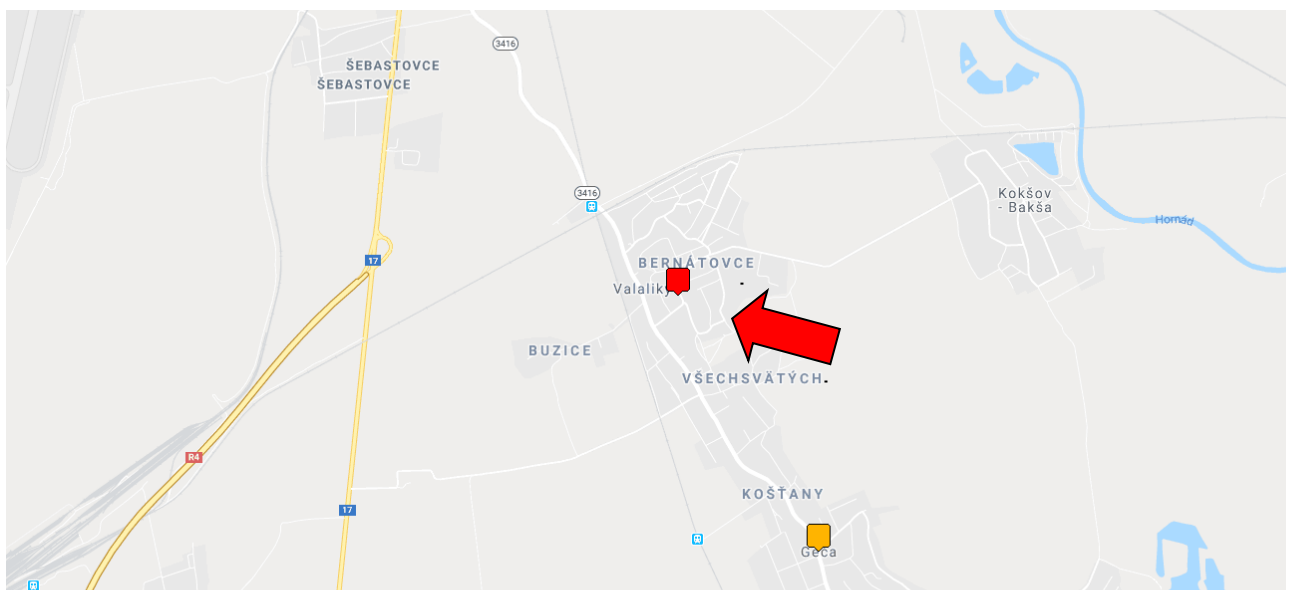 3416
ŠEBASTOVCE
ŠEBASTOVCE
3416
Kokšov
- Bakša
Hornád
17
BERNÁTOVCE
Valaliky
BUZICE
VŠECHSVÄTÝCH
R4
KOŠŤANY
17
Geča